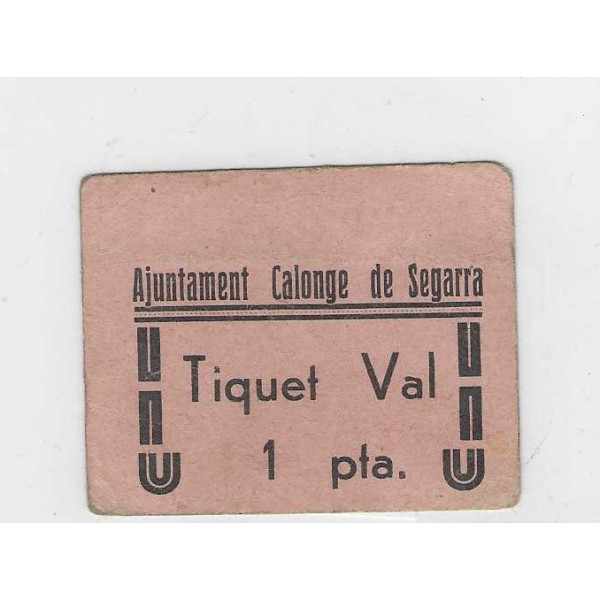 Ajuntament Calonge de Segarra
Tiquet Val
1 pta.